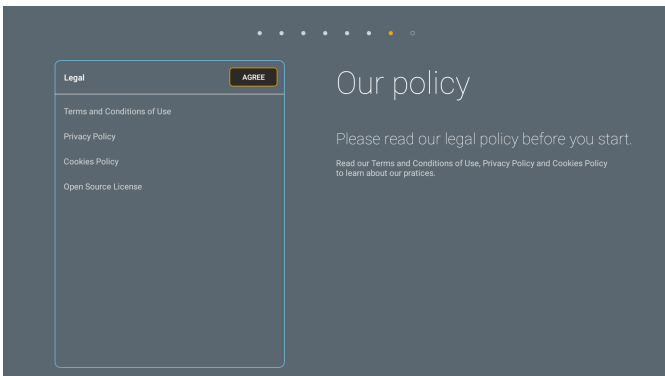 Legal
AGREE
Terms and Conditions of Use
Privacy Policy
Cookies Policy
Open Source License
Our policy
Please read our legal policy before you start.
Read our Terms and Conditions of Use, Privacy Policy and Cookies Policy
to learn about our pratices.